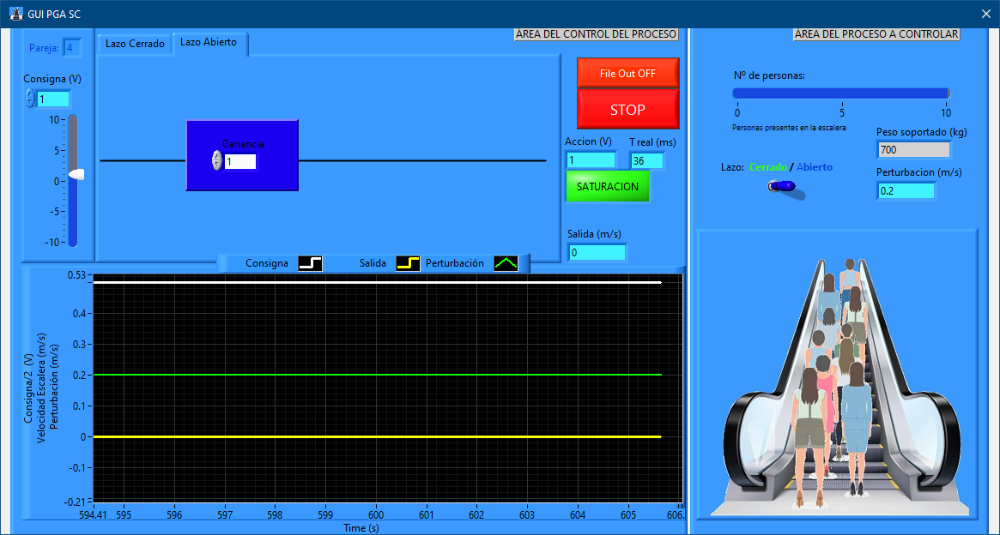 GUI PGA SC
Pareja: 4
Consigna (V)
1
10
5
0
-5
-10
Lazo Cerrado
Lazo Abierto
Ganancia
1
ÁREA DEL CONTROL DEL PROCESO
File Out OFF
STOP
Accion (V)
1
T real (ms)
36
SATURACION
Salida (m/s)
0
Consigna
Salida
Perturbación
Consigna/2 (V)
Velocidad Escalera (m/s)
Perturbación (m/s)
0.53
0.4
0.3
0.2
0.1
0
-0.1
-0.21
594.41 595 596 597 598 599 600 601 602 603 604 605 606.
Time (s)
ÁREA DEL PROCESO A CONTROLAR
Nº de personas:
0 5 10
Personas presentes en la escalera
Peso soportado (kg)
700
Lazo: Cerrado / Abierto
Perturbacion (m/s)
0.2